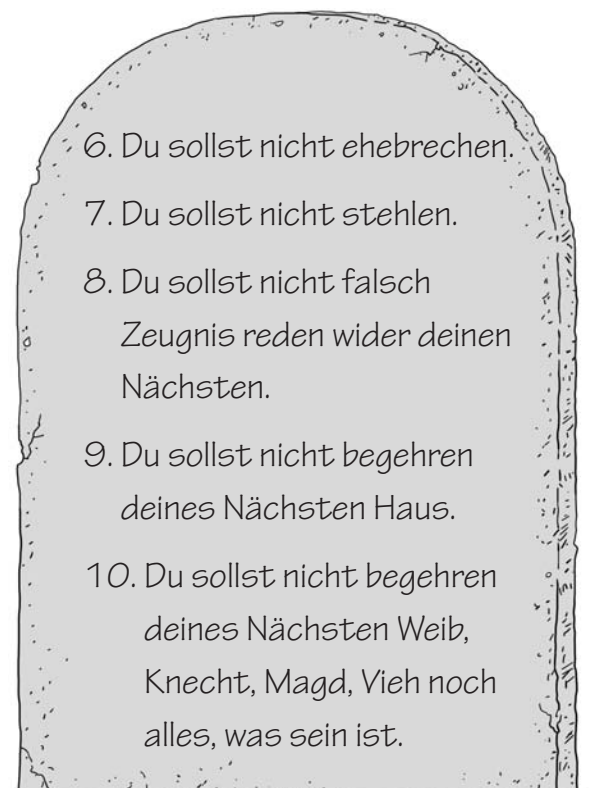 6. Du sollst nicht ehebrechen.
7. Du sollst nicht stehlen.
8. Du sollst nicht falsch
Zeugnis reden wider deinen
Nächsten.
9. Du sollst nicht begehren
deines Nächsten Haus.
10. Du sollst nicht begehren
deines Nächsten Weib,
Knecht, Magd, Vieh noch
alles, was sein ist.